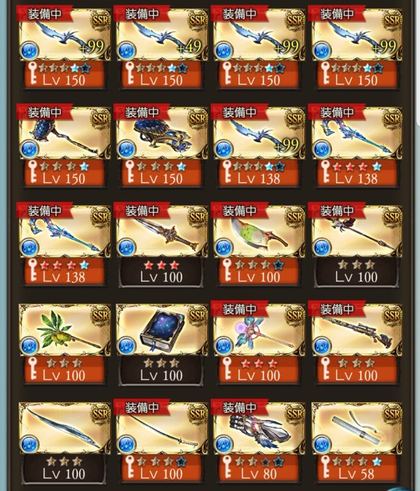 装備中 SSR 装備中 SSR 装備中 SSR 装備中 SSR
+99 +49 +99 +99
Lv 150 Lv 150 Lv 150 Lv 150
装備中 SSR 装備中 SSR 装備中 SSR 装備中 SSR
+99
Lv 150 Lv 150 Lv 138 Lv 138
装備中 SSR 装備中 SSR 装備中 SSR 装備中 SSR
Lv 138 Lv 100 Lv 100 Lv 100
SSR 装備中 SSR 装備中 SSR 装備中 SSR
Lv 100 Lv 100 Lv 100 Lv 100
SSR 装備中 SSR 装備中 SSR SSR
Lv 100 Lv 100 Lv 80 Lv 58